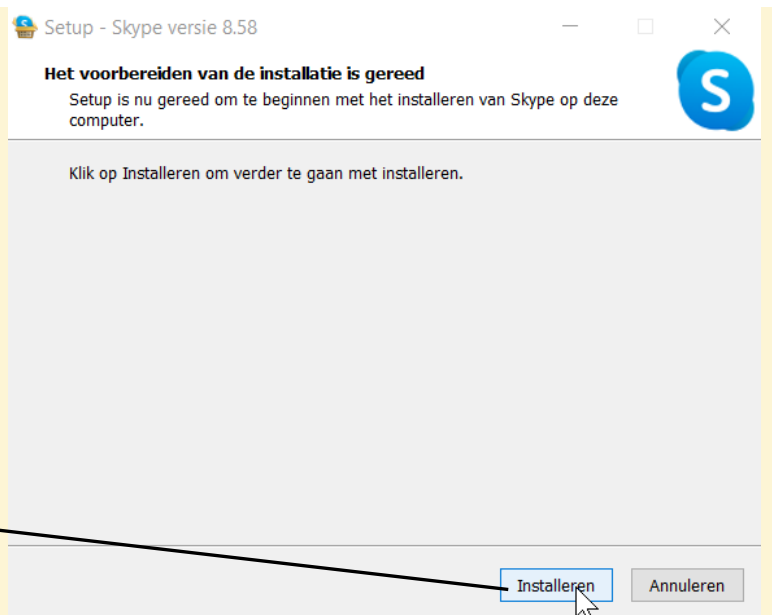 Setup - Skype versie 8.58
Het voorbereiden van de installatie is gereed
Setup is nu gereed om te beginnen met het installeren van Skype op deze
computer.
S
Klik op Installeren om verder te gaan met installeren.
Installeren
Annuleren